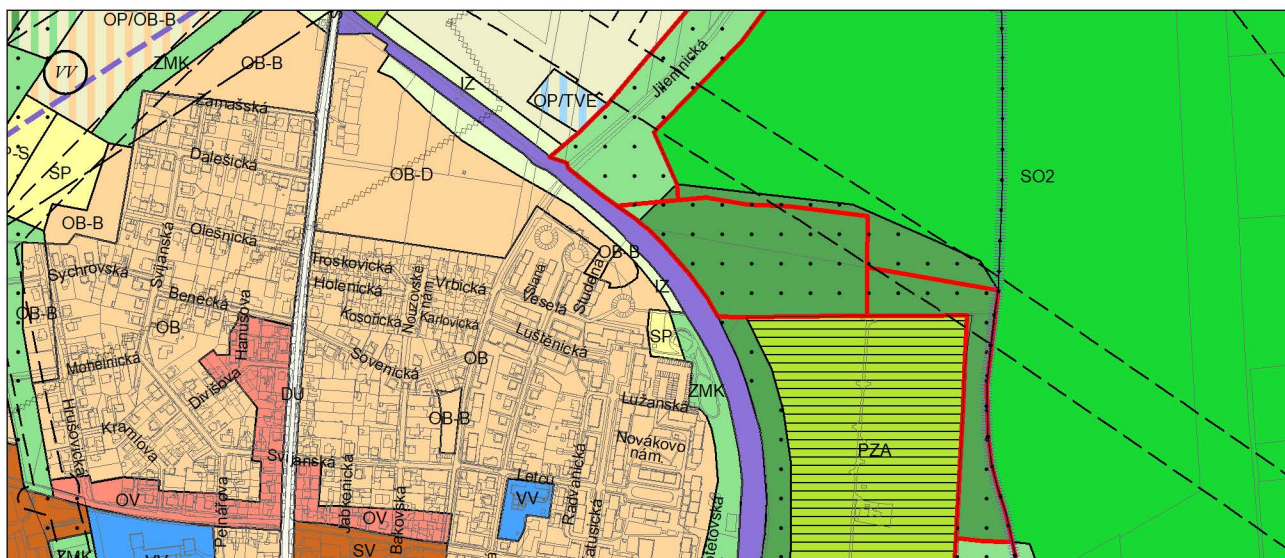 OP/OB-B
VV
ZMK
OB-B
IZ
OP/TVE
Jilemnická
Zamašská
Dalešická
SP
OB-D
SO2
OB-B
Olešnická
Sychrovská
Svijanská
Troskovická
Holenická
Nouzovské
nám.
Vrbická
Stará
Veselá
Studená
OB-B
IZ
OB-B
Benecká
OB
Hanušova
Kosořická
Karlovická
Luštěnická
SP
Mohelnická
Sovenická
OB
Divišova
DU
OB-B
ZMK
Lužanská
Hrušovická
Kramlova
Novákovo
nám.
PZA
Svijanská
Letců
VV
Radvanická
OV
Pelnářova
Jabkenická
OV
Bakovská
SV
ZMK
VV